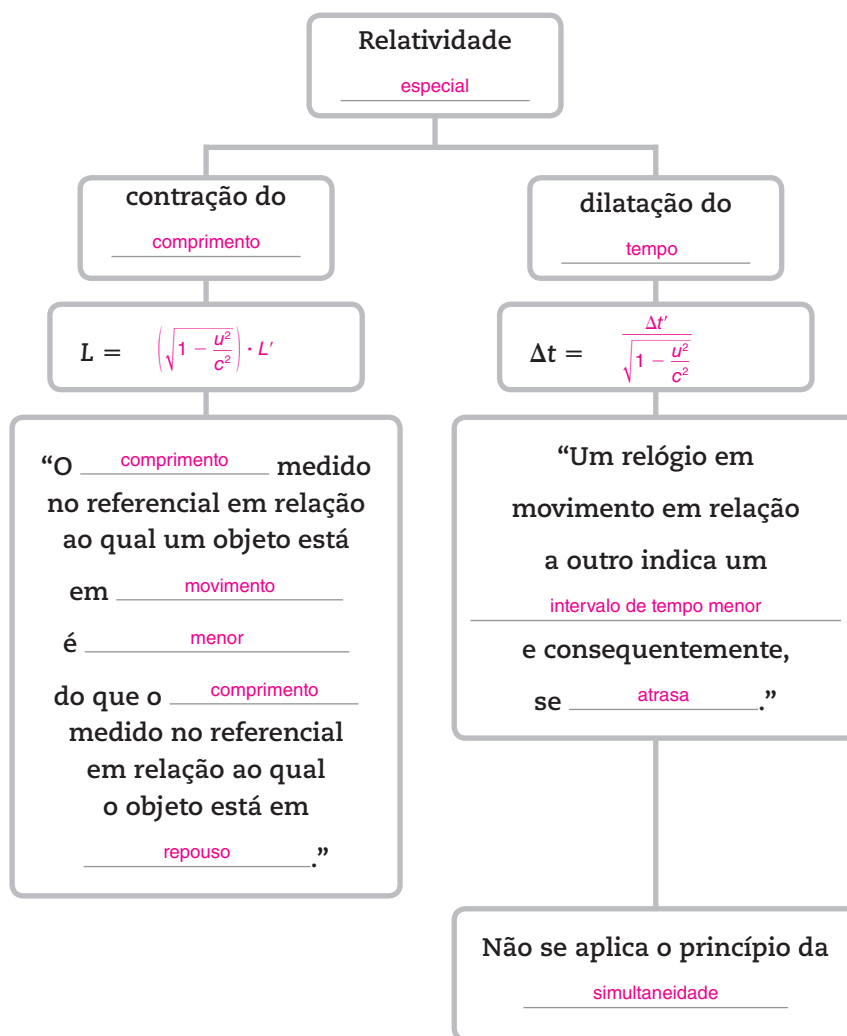 Relatividade
especial
contração do
comprimento
L = (√(1 − u²/c²)) · L′
“O comprimento medido
no referencial em relação
ao qual um objeto está
em movimento
é menor
do que o comprimento
medido no referencial
em relação ao qual
o objeto está em
repouso.”
dilatação do
tempo
Δt = Δt′/√(1 − u²/c²)
“Um relógio em
movimento em relação
a outro indica um
intervalo de tempo menor
e consequentemente,
se atrasa.”
Não se aplica o princípio da
simultaneidade